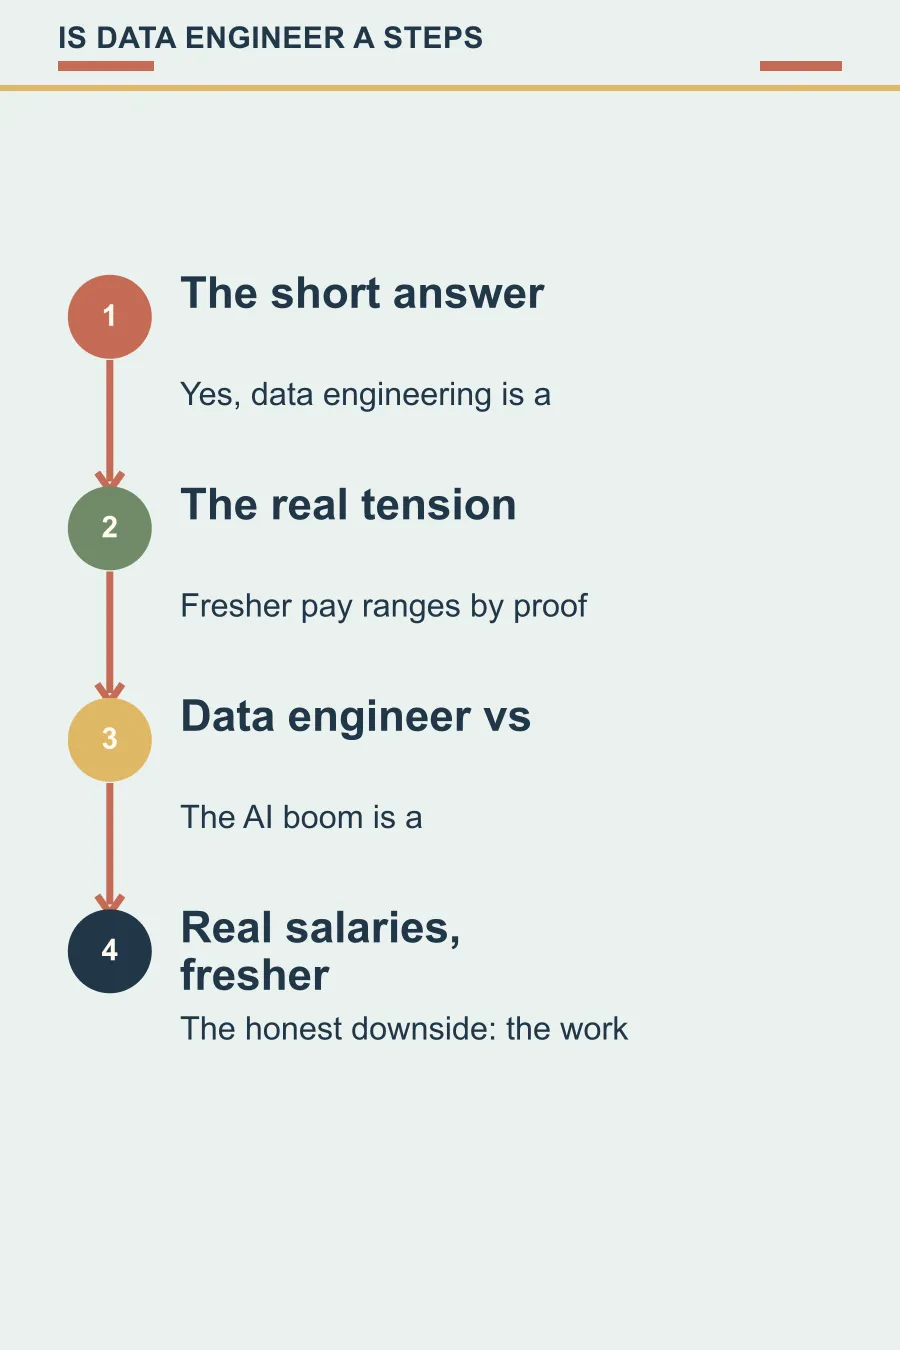 IS DATA ENGINEER A STEPS
1
The short answer
Yes, data engineering is a
2
The real tension
Fresher pay ranges by proof
3
Data engineer vs
The AI boom is a
4
Real salaries,
fresher
The honest downside: the work